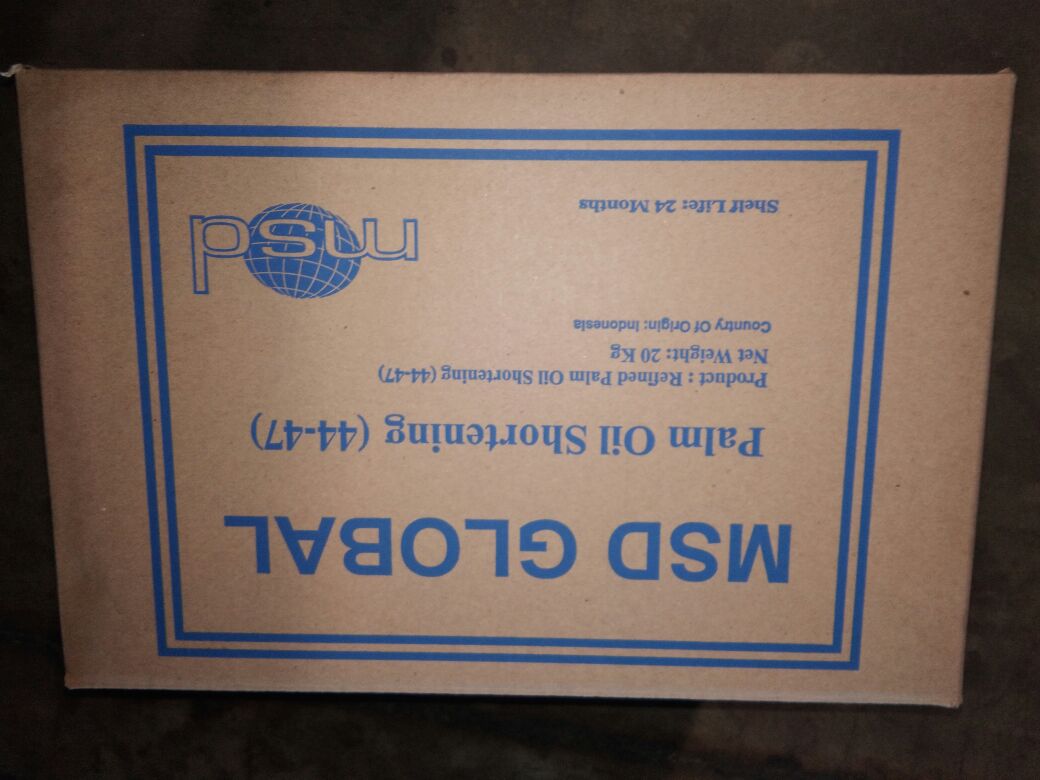 MSD GLOBAL
Palm Oil Shortening (44-47)
Product : Refined Palm Oil Shortening (44-47)
Net Weight: 20 Kg
Country Of Origin: Indonesia
msd
Shelf Life: 24 Months